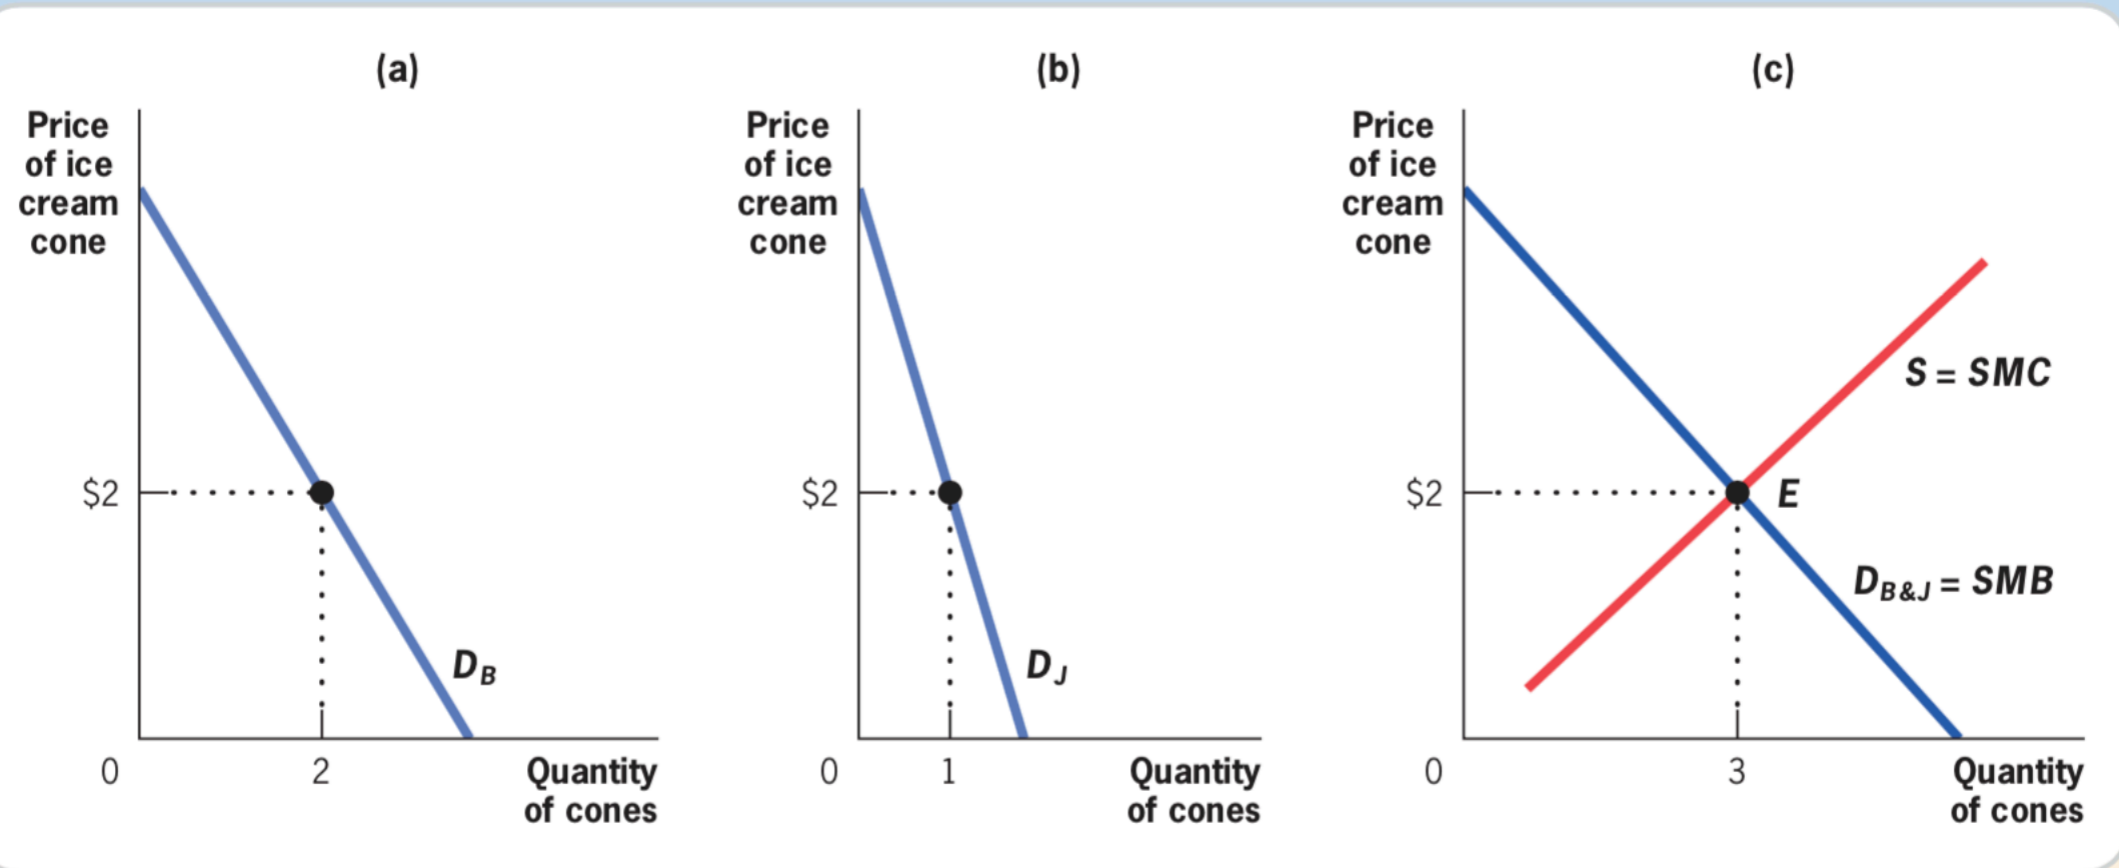 (a)
Price
of ice
cream
cone
$2
D_B
0
2
Quantity
of cones
(b)
Price
of ice
cream
cone
$2
D_J
0
1
Quantity
of cones
(c)
Price
of ice
cream
cone
S = SMC
$2
E
D_B&J = SMB
0
3
Quantity
of cones